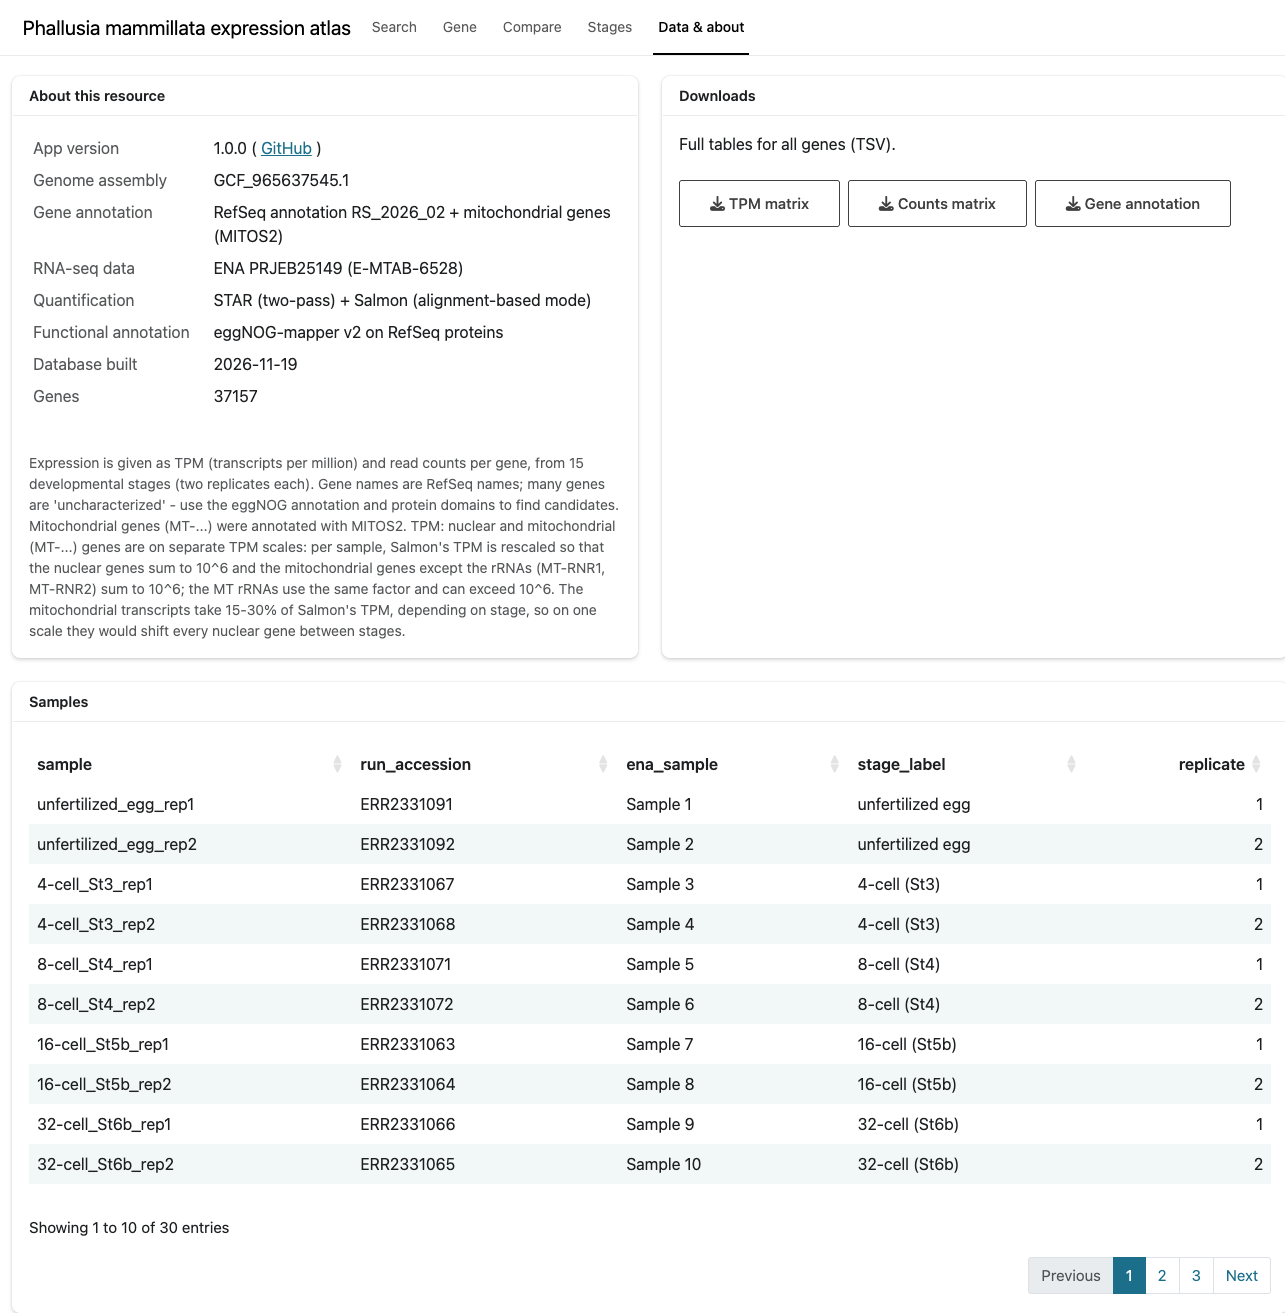 Phallusia mammillata expression atlas
Search
Gene
Compare
Stages
Data & about
About this resource
App version 1.0.0 ( GitHub )
Genome assembly GCF_965637545.1
Gene annotation RefSeq annotation RS_2026_02 + mitochondrial genes
(MITOS2)
RNA-seq data ENA PRJEB25149 (E-MTAB-6528)
Quantification STAR (two-pass) + Salmon (alignment-based mode)
Functional annotation eggNOG-mapper v2 on RefSeq proteins
Database built 2026-11-19
Genes 37157
Expression is given as TPM (transcripts per million) and read counts per gene, from 15
developmental stages (two replicates each). Gene names are RefSeq names; many genes
are 'uncharacterized' - use the eggNOG annotation and protein domains to find candidates.
Mitochondrial genes (MT-...) were annotated with MITOS2. TPM: nuclear and mitochondrial
(MT-...) genes are on separate TPM scales: per sample, Salmon's TPM is rescaled so that
the nuclear genes sum to 10^6 and the mitochondrial genes except the rRNAs (MT-RNR1,
MT-RNR2) sum to 10^6; the MT rRNAs use the same factor and can exceed 10^6. The
mitochondrial transcripts take 15-30% of Salmon's TPM, depending on stage, so on one
scale they would shift every nuclear gene between stages.
Downloads
Full tables for all genes (TSV).
TPM matrix
Counts matrix
Gene annotation
Samples
sample run_accession ena_sample stage_label replicate
unfertilized_egg_rep1 ERR2331091 Sample 1 unfertilized egg 1
unfertilized_egg_rep2 ERR2331092 Sample 2 unfertilized egg 2
4-cell_St3_rep1 ERR2331067 Sample 3 4-cell (St3) 1
4-cell_St3_rep2 ERR2331068 Sample 4 4-cell (St3) 2
8-cell_St4_rep1 ERR2331071 Sample 5 8-cell (St4) 1
8-cell_St4_rep2 ERR2331072 Sample 6 8-cell (St4) 2
16-cell_St5b_rep1 ERR2331063 Sample 7 16-cell (St5b) 1
16-cell_St5b_rep2 ERR2331064 Sample 8 16-cell (St5b) 2
32-cell_St6b_rep1 ERR2331066 Sample 9 32-cell (St6b) 1
32-cell_St6b_rep2 ERR2331065 Sample 10 32-cell (St6b) 2
Showing 1 to 10 of 30 entries
Previous 1 2 3 Next